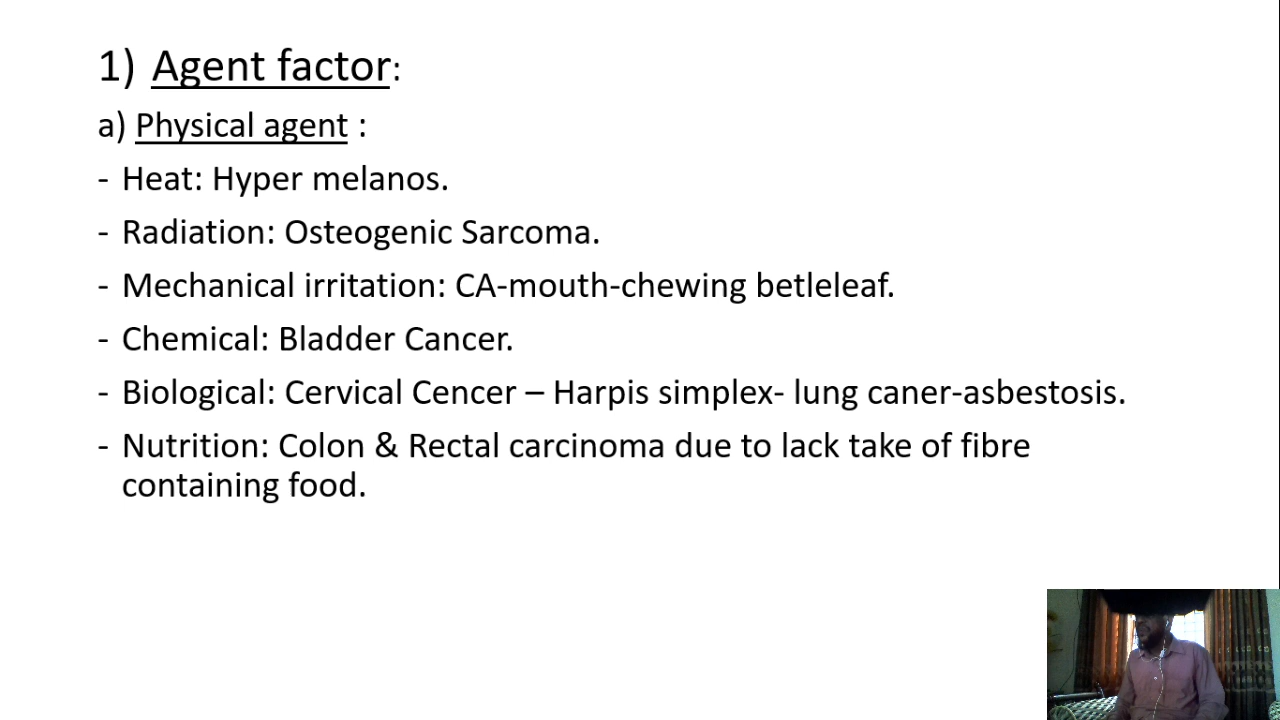 1) Agent factor:
a) Physical agent :
- Heat: Hyper melanos.
- Radiation: Osteogenic Sarcoma.
- Mechanical irritation: CA-mouth-chewing betleleaf.
- Chemical: Bladder Cancer.
- Biological: Cervical Cencer – Harpis simplex- lung caner-asbestosis.
- Nutrition: Colon & Rectal carcinoma due to lack take of fibre
containing food.